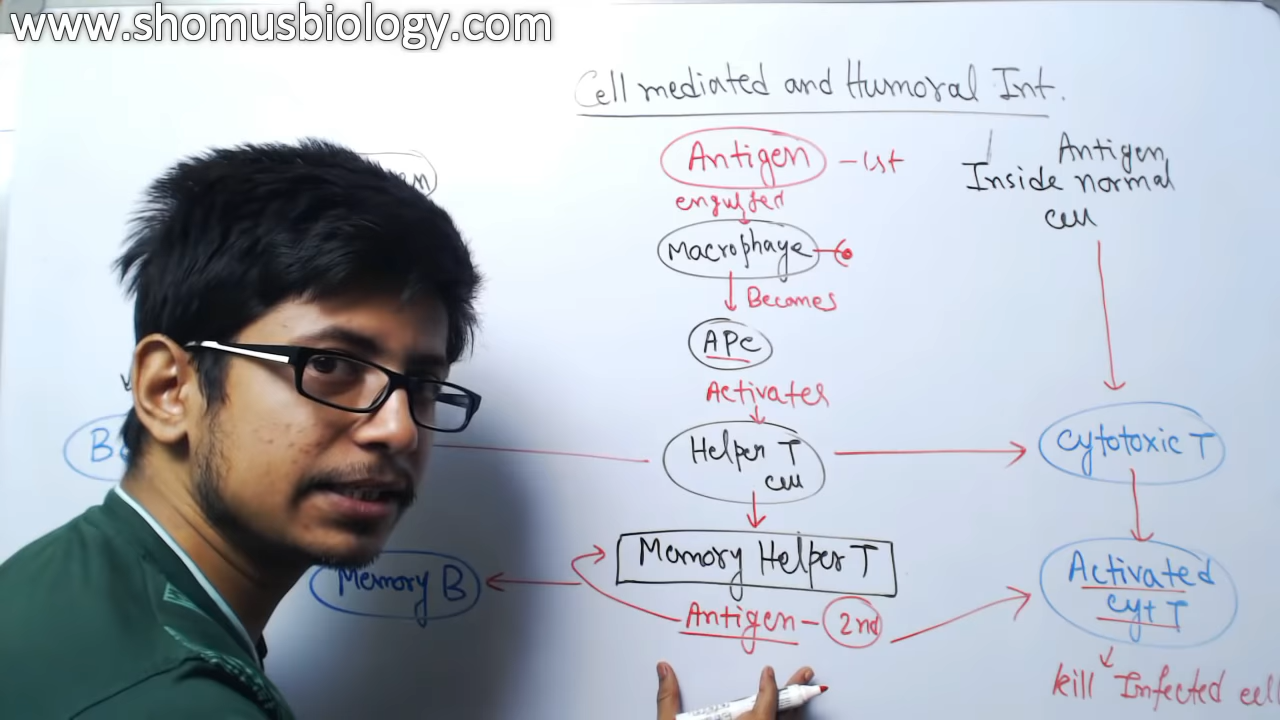 www.shomusbiology.com
Cell mediated and Humoral Int.
Antigen - 1st
engulfed
Macrophage
Becomes
APC
Activates
Helper T
cell
Memory Helper T
Antigen - 2nd
Antigen
Inside normal
cell
Cytotoxic T
Activated
Cyt T
kill Infected cell
B
Memory B